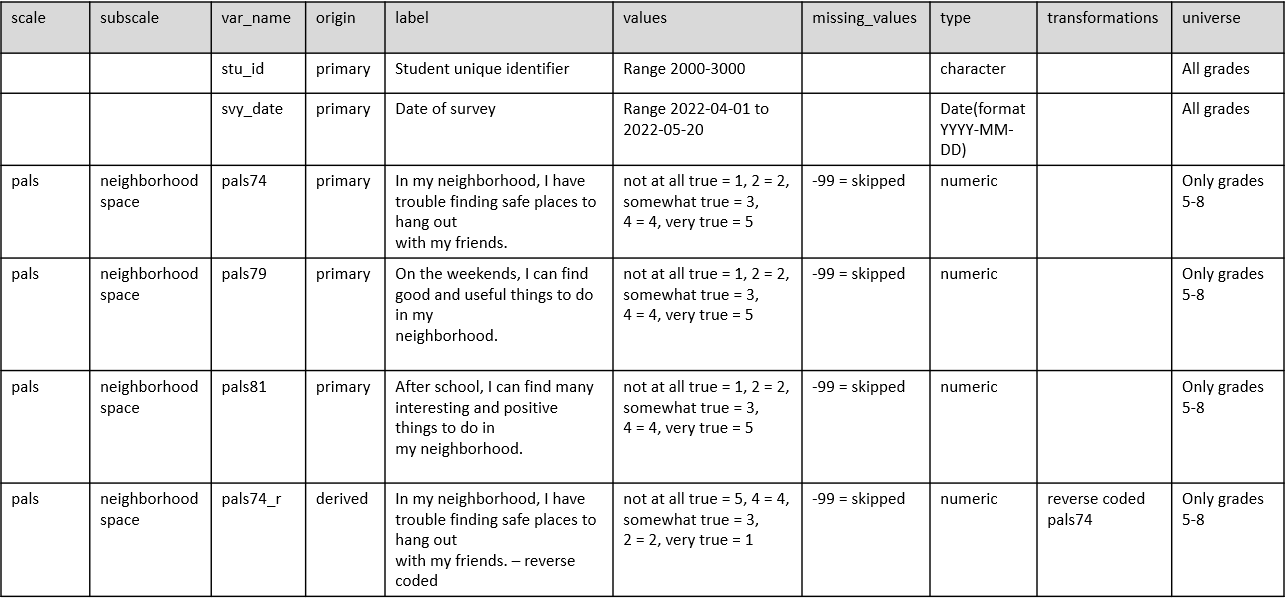 scale subscale var_name origin label values missing_values type transformations universe
stu_id primary Student unique identifier Range 2000-3000 character All grades
svy_date primary Date of survey Range 2022-04-01 to Date(format All grades
2022-05-20 YYYY-MM-
DD)
pals neighborhood pals74 primary In my neighborhood, I have not at all true = 1, 2 = 2, -99 = skipped numeric Only grades
space trouble finding safe places to somewhat true = 3, 5-8
hang out 4 = 4, very true = 5
with my friends.
pals neighborhood pals79 primary On the weekends, I can find not at all true = 1, 2 = 2, -99 = skipped numeric Only grades
space good and useful things to do somewhat true = 3, 5-8
in my 4 = 4, very true = 5
neighborhood.
pals neighborhood pals81 primary After school, I can find many not at all true = 1, 2 = 2, -99 = skipped numeric Only grades
space interesting and positive somewhat true = 3, 5-8
things to do in 4 = 4, very true = 5
my neighborhood.
pals neighborhood pals74_r derived In my neighborhood, I have not at all true = 5, 4 = 4, -99 = skipped numeric reverse coded Only grades
space trouble finding safe places to somewhat true = 3, pals74 5-8
hang out 2 = 2, very true = 1
with my friends. – reverse
coded